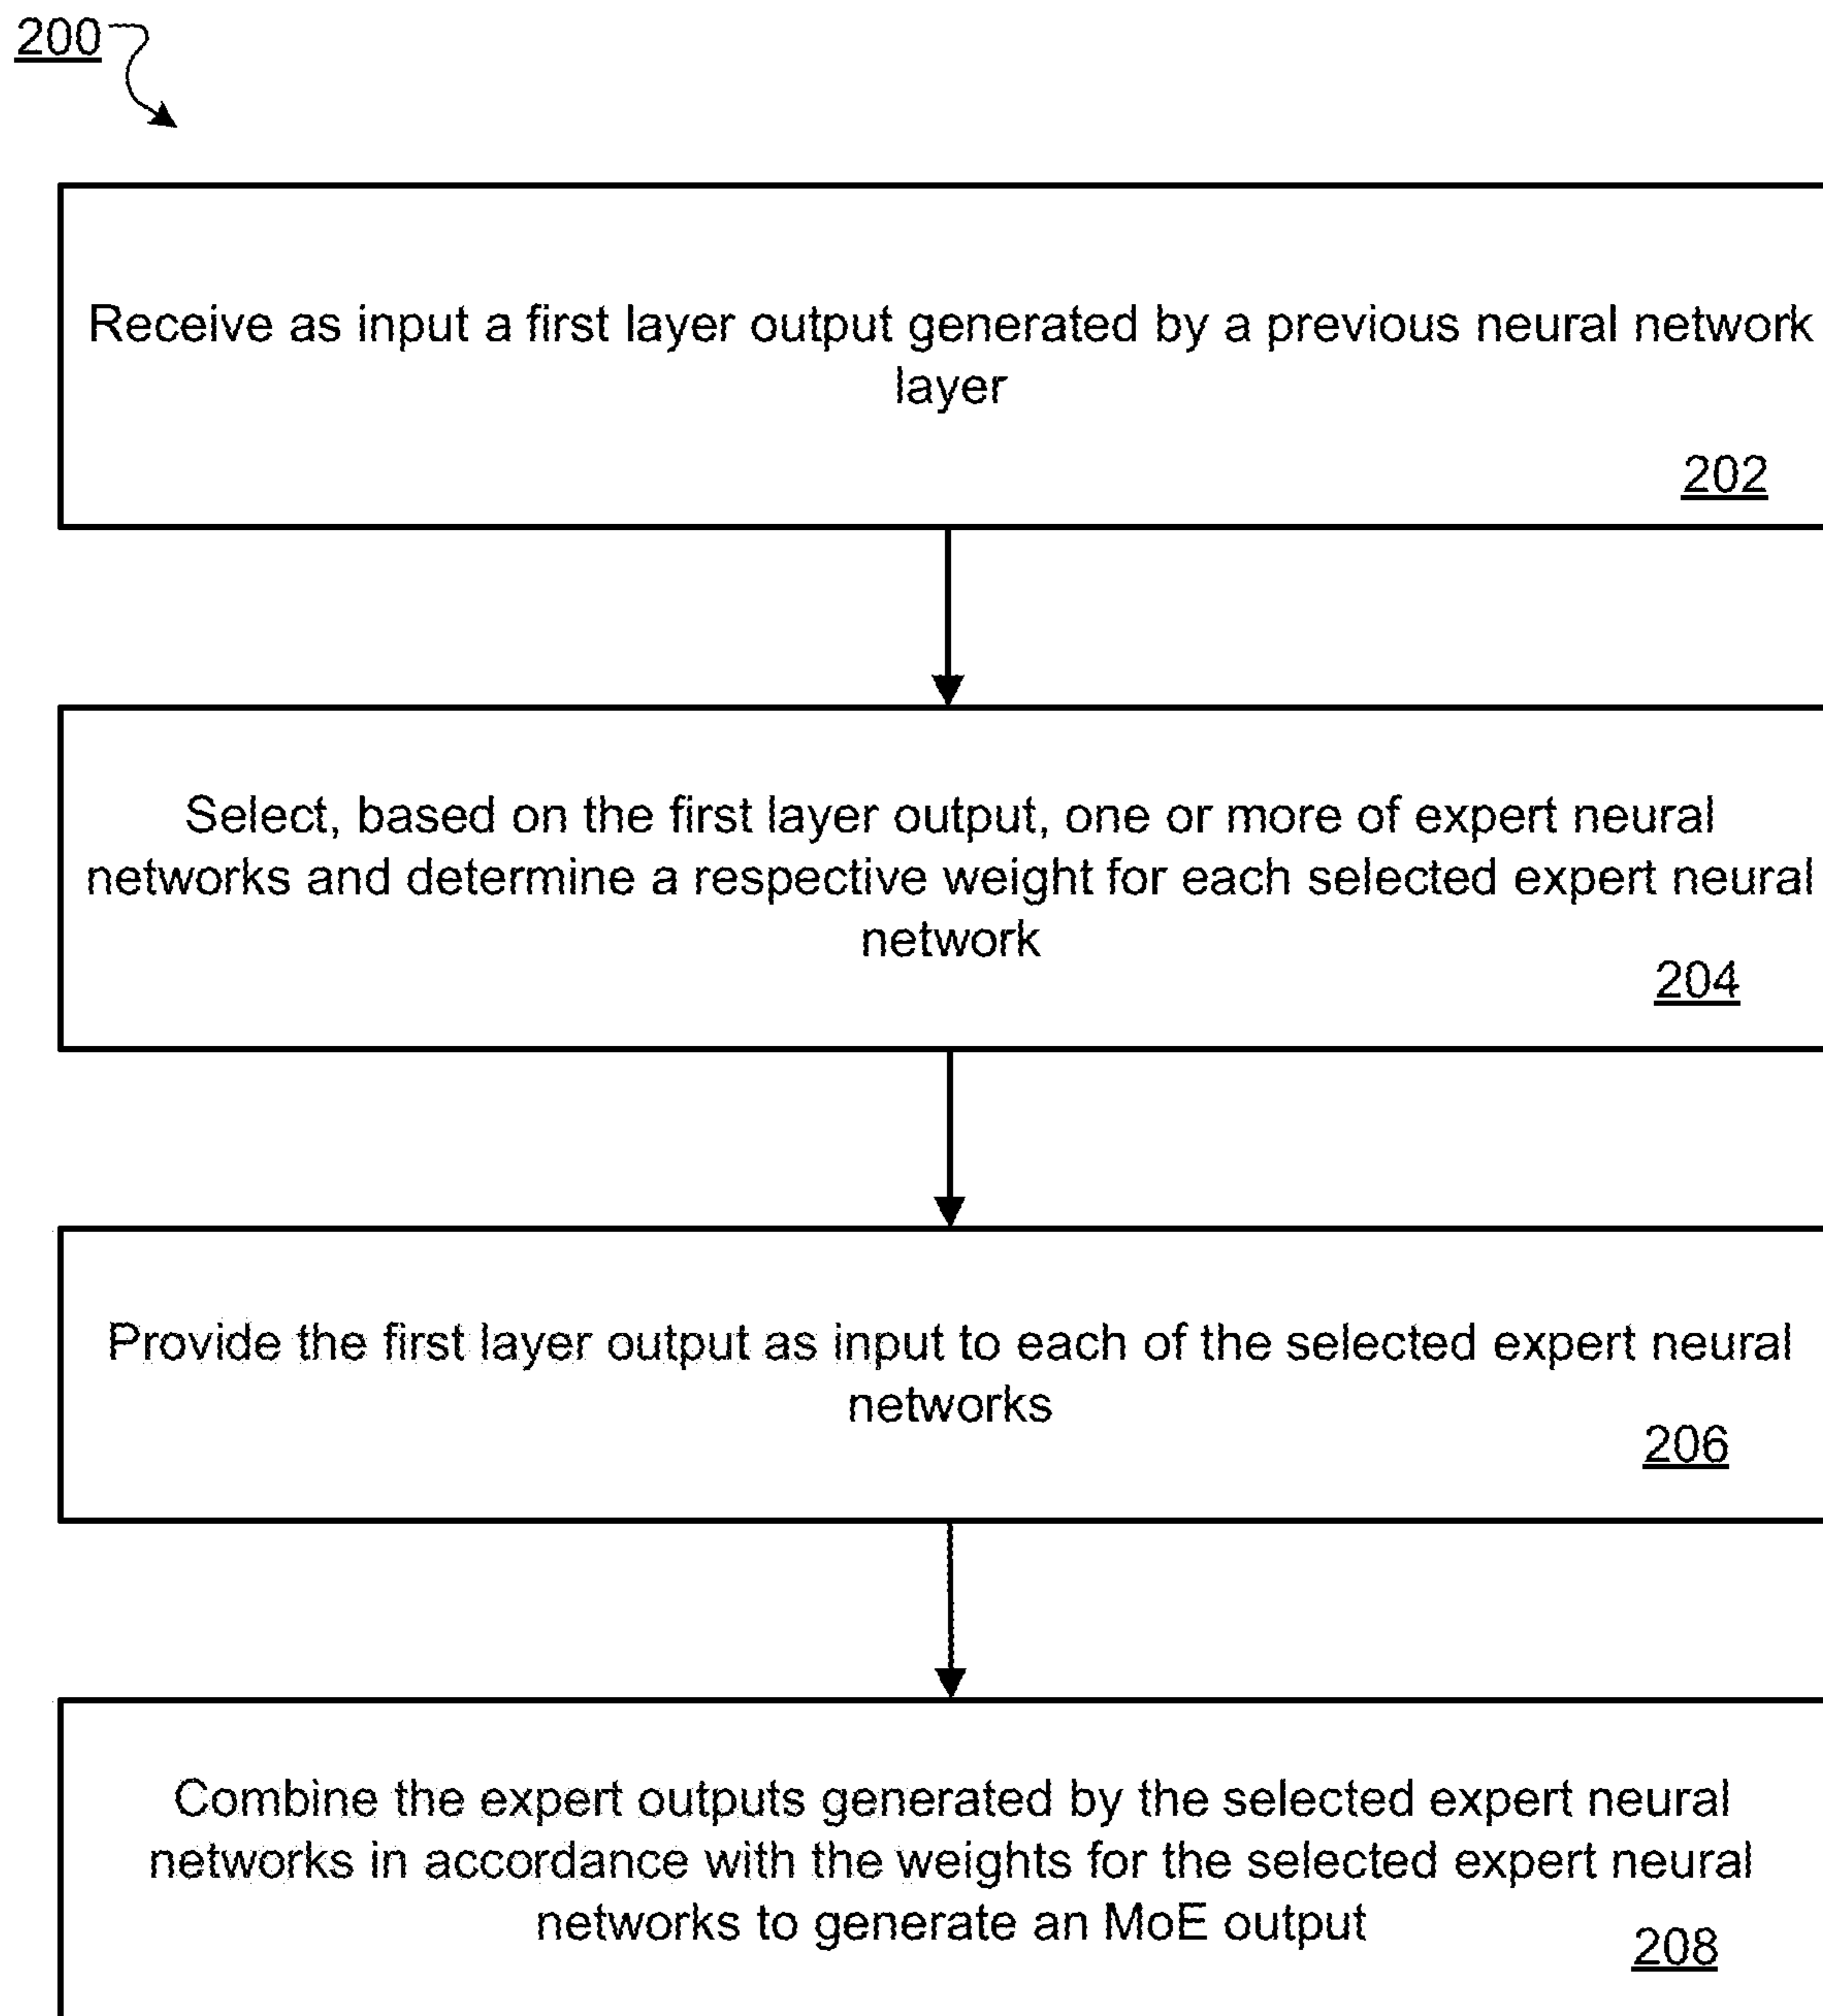 200
Receive as input a first layer output generated by a previous neural network
layer
202
Select, based on the first layer output, one or more of expert neural
networks and determine a respective weight for each selected expert neural
network
204
Provide the first layer output as input to each of the selected expert neural
networks
206
Combine the expert outputs generated by the selected expert neural
networks in accordance with the weights for the selected expert neural
networks to generate an MoE output
208